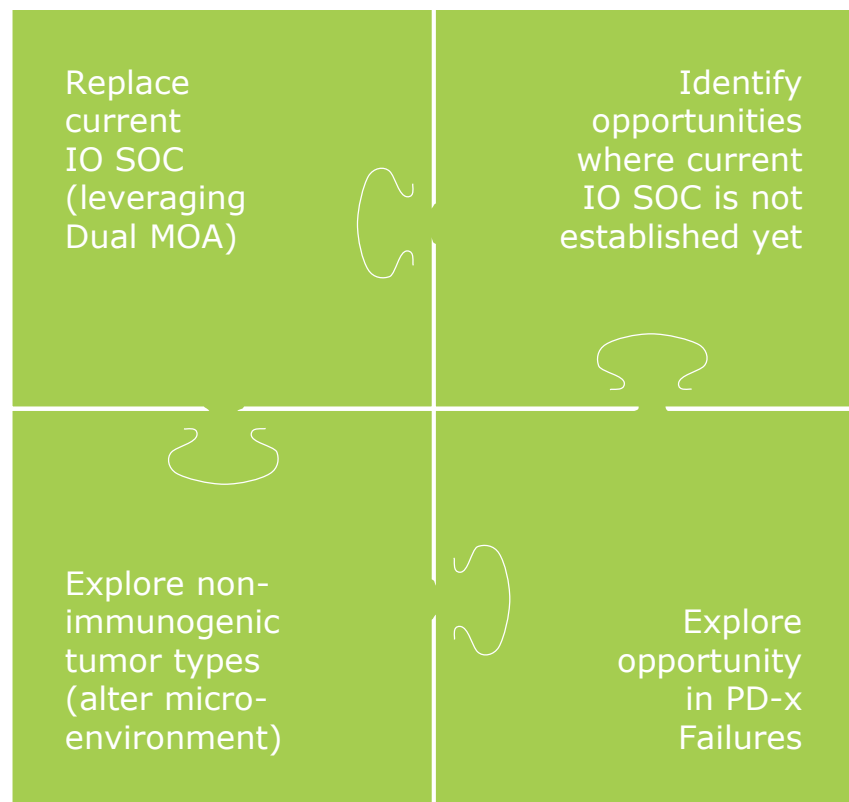 Replace
current
IO SOC
(leveraging
Dual MOA)
Identify
opportunities
where current
IO SOC is not
established yet
Explore non-
immunogenic
tumor types
(alter micro-
environment)
Explore
opportunity
in PD-x
Failures